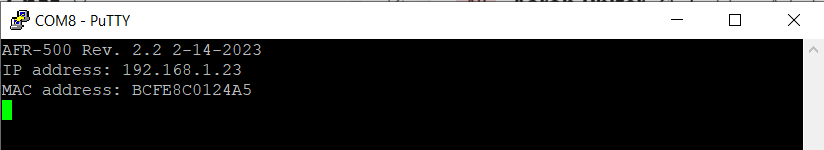 COM8 - PuTTY
AFR-500 Rev. 2.2 2-14-2023
IP address: 192.168.1.23
MAC address: BCFE8C0124A5